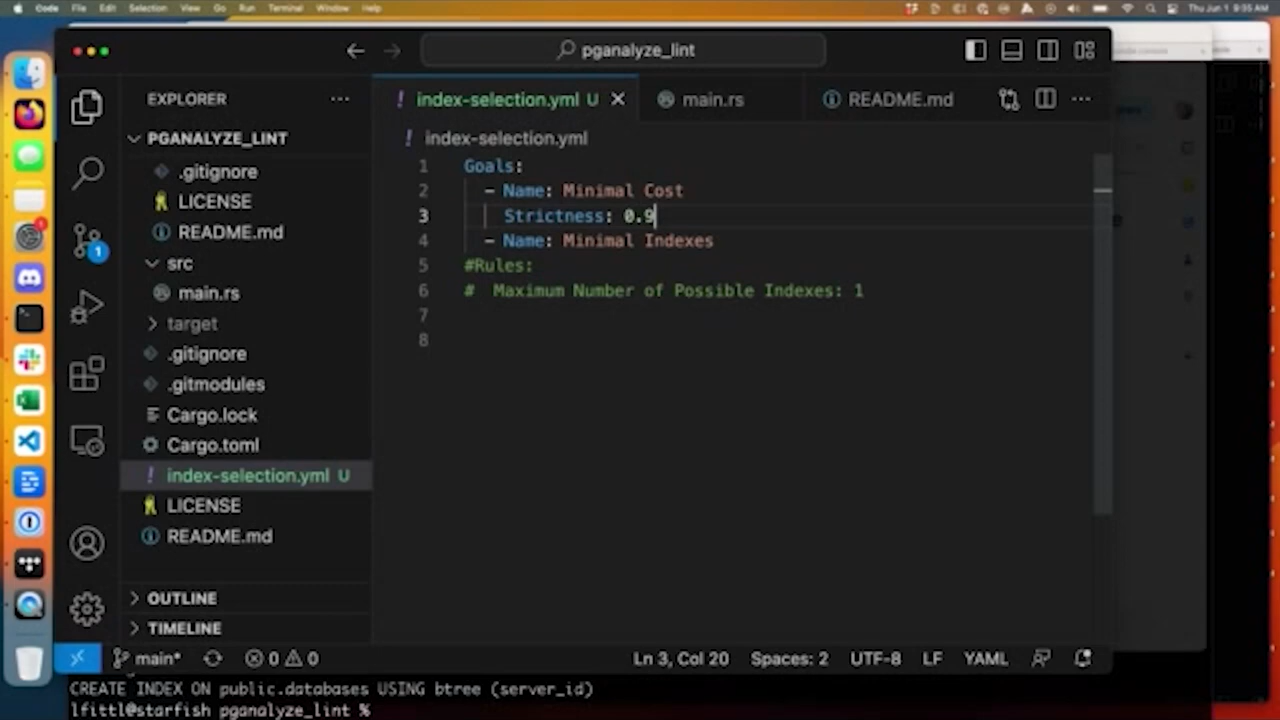 Code File Edit Selection View Go Run Terminal Window Help
Thu Jun 1 9:35 AM
pganalyze_lint
EXPLORER
PGANALYZE_LINT
.gitignore
LICENSE
README.md
src
main.rs
target
.gitignore
.gitmodules
Cargo.lock
Cargo.toml
! index-selection.yml U
LICENSE
README.md
OUTLINE
TIMELINE
! index-selection.yml U
main.rs
README.md
! index-selection.yml
1 Goals:
2 - Name: Minimal Cost
3 Strictness: 0.9
4 - Name: Minimal Indexes
5 #Rules:
6 # Maximum Number of Possible Indexes: 1
7
8
1
main*
0 0
Ln 3, Col 20
Spaces: 2
UTF-8
LF
YAML
CREATE INDEX ON public.databases USING btree (server_id)
lfittl@starfish pganalyze_lint %